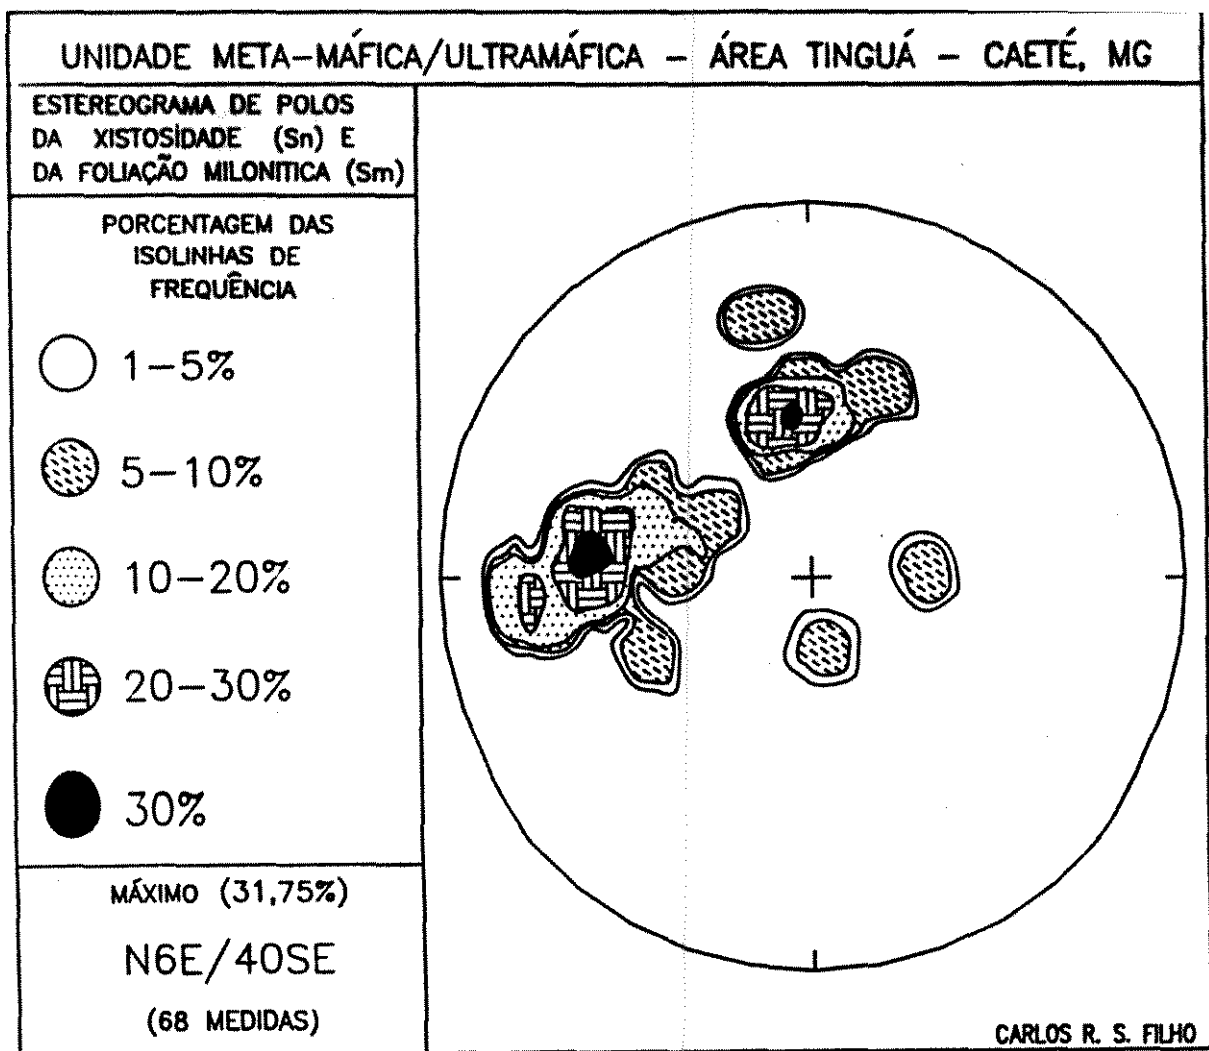 UNIDADE META-MÁFICA/ULTRAMÁFICA - ÁREA TINGUÁ - CAETÉ, MG
ESTEREOGRAMA DE POLOS
DA XISTOSIDADE (Sn) E
DA FOLIAÇÃO MILONITICA (Sm)
PORCENTAGEM DAS
ISOLINHAS DE
FREQUÊNCIA
1-5%
5-10%
10-20%
20-30%
30%
MÁXIMO (31,75%)
N6E/40SE
(68 MEDIDAS)
CARLOS R. S. FILHO